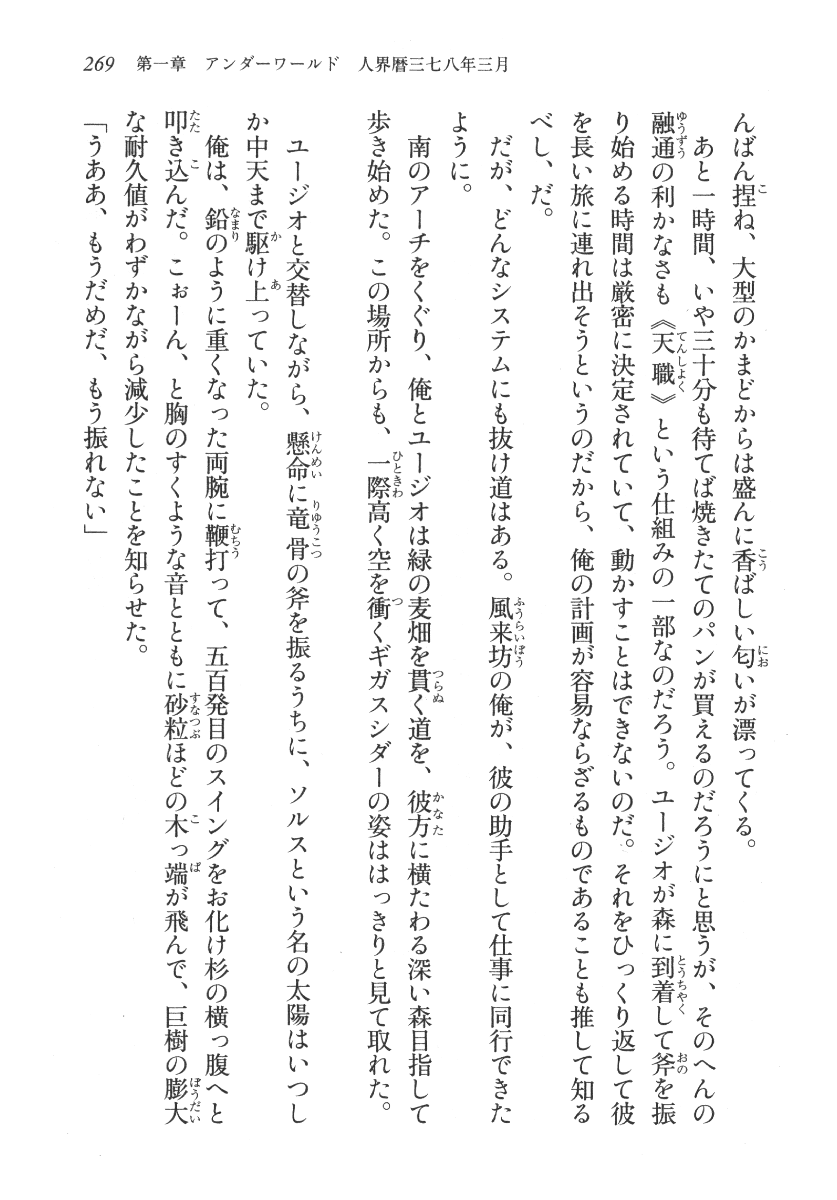 269　第一章　アンダーワールド　人界暦三七八年三月
んばん捏ね、大型のかまどからは盛んに香ばしい匂いが漂ってくる。
　あと一時間、いや三十分も待てば焼きたてのパンが買えるのだろうにと思うが、そのへんの
融通の利かなさも《天職》という仕組みの一部なのだろう。ユージオが森に到着して斧を振
り始める時間は厳密に決定されていて、動かすことはできないのだ。それをひっくり返して彼
を長い旅に連れ出そうというのだから、俺の計画が容易ならざるものであることも推して知る
べし、だ。
　だが、どんなシステムにも抜け道はある。風来坊の俺が、彼の助手として仕事に同行できた
ように。
　南のアーチをくぐり、俺とユージオは緑の麦畑を貫く道を、彼方に横たわる深い森目指して
歩き始めた。この場所からも、一際高く空を衝くギガスシダーの姿ははっきりと見て取れた。
　ユージオと交替しながら、懸命に竜骨の斧を振るうちに、ソルスという名の太陽はいつし
か中天まで駆け上っていた。
　俺は、鉛のように重くなった両腕に鞭打って、五百発目のスイングをお化け杉の横っ腹へと
叩き込んだ。こぉーん、と胸のすくような音とともに砂粒ほどの木っ端が飛んで、巨樹の膨大
な耐久値がわずかながら減少したことを知らせた。
「うああ、もうだめだ、もう振れない」